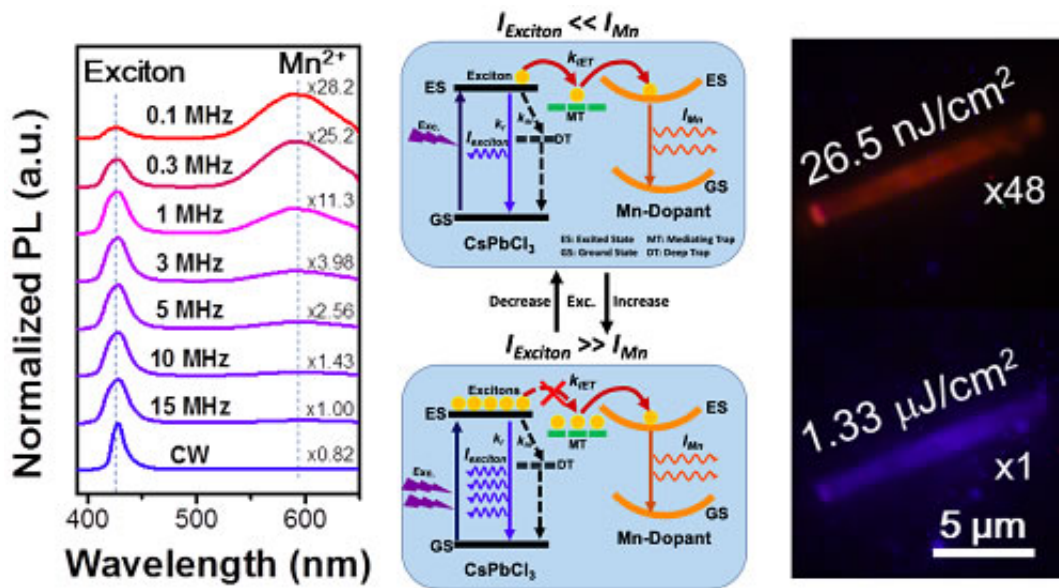 Normalized PL (a.u.)
Exciton
Mn2+
0.1 MHz
x28.2
0.3 MHz
x25.2
1 MHz
x11.3
3 MHz
x3.98
5 MHz
x2.56
10 MHz
x1.43
15 MHz
x1.00
CW
x0.82
400 500 600
Wavelength (nm)
IExciton << IMn
Exciton
kIET
ES
ES
MT
Exc.
Iexciton
kr
knr
DT
IMn
GS
GS
Mn-Dopant
CsPbCl3
ES: Excited State MT: Mediating Trap
GS: Ground State DT: Deep Trap
Decrease Exc. Increase
IExciton >> IMn
Excitons
kIET
ES
ES
MT
Exc.
Iexciton
kr
knr
DT
IMn
GS
GS
Mn-Dopant
CsPbCl3
26.5 nJ/cm2
x48
1.33 μJ/cm2
x1
5 μm